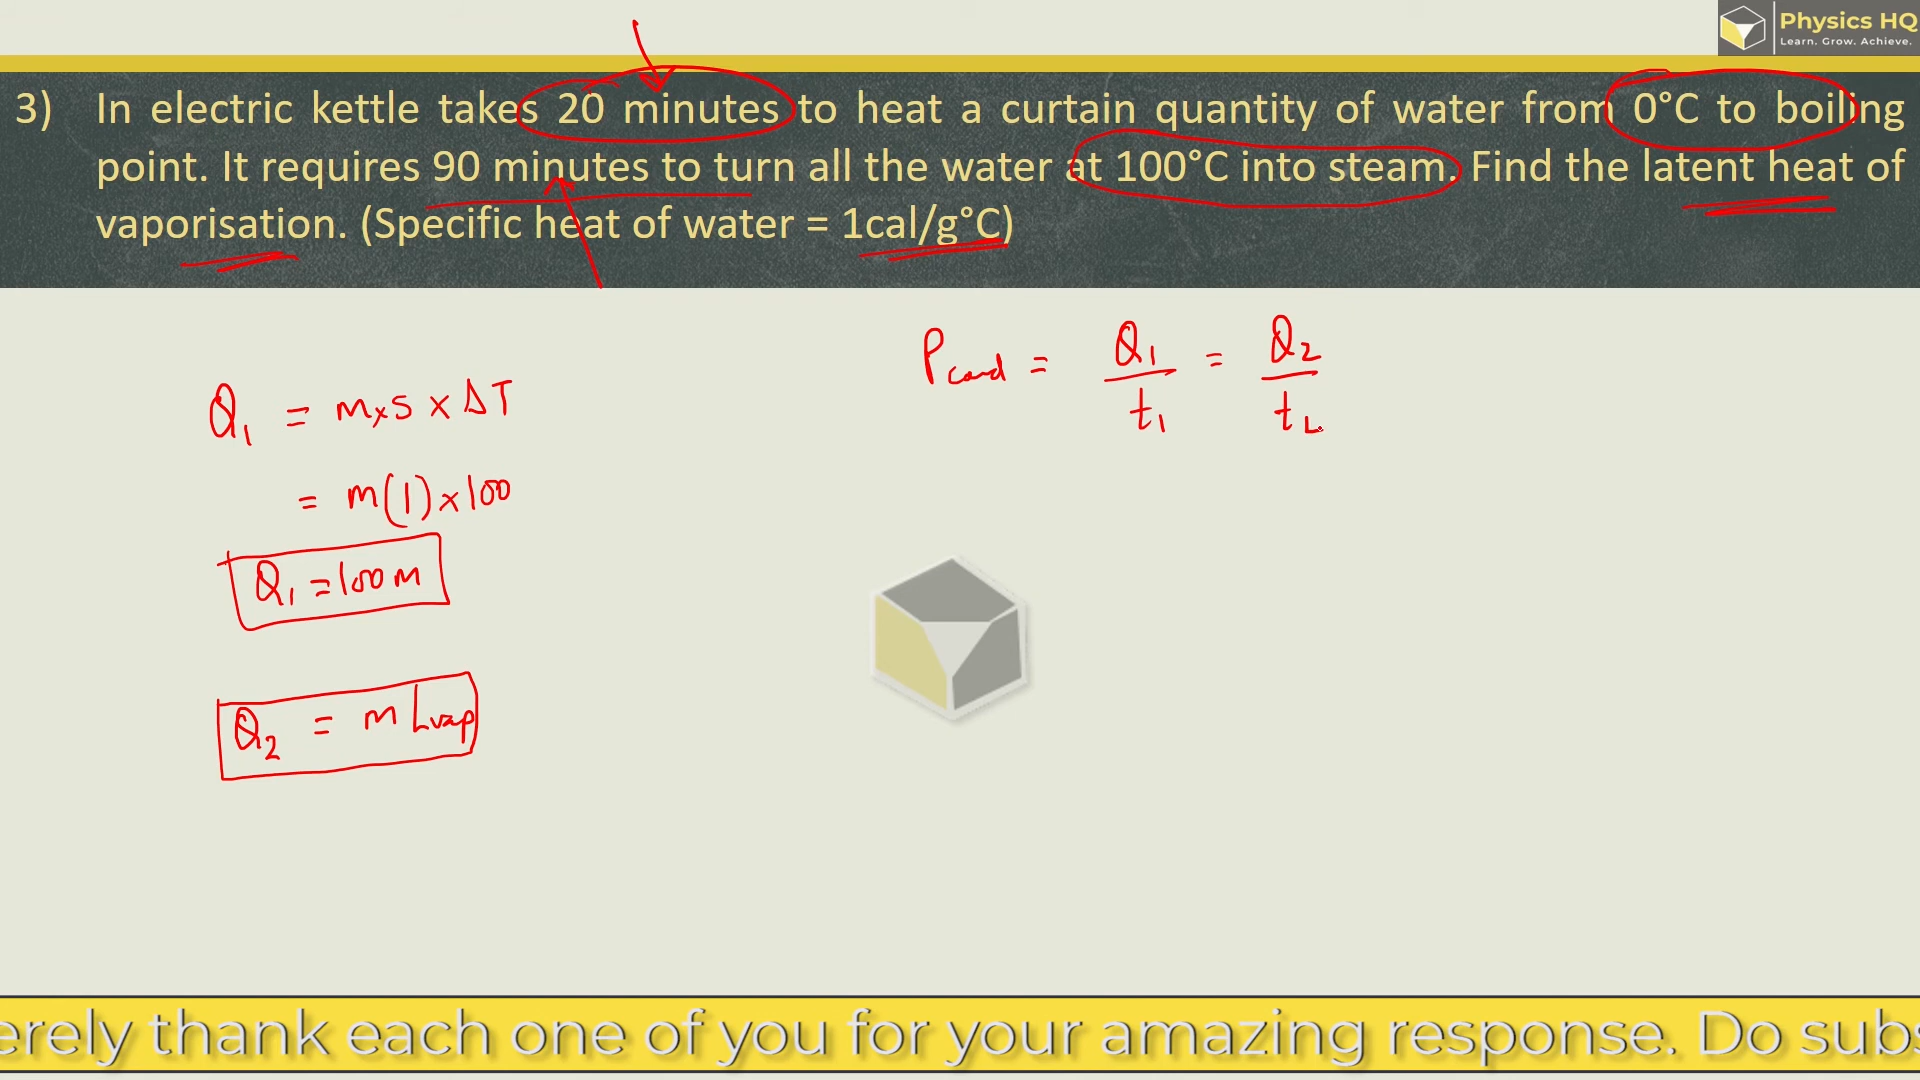 Physics HQ
Learn. Grow. Achieve.
3) In electric kettle takes 20 minutes to heat a curtain quantity of water from 0°C to boiling
point. It requires 90 minutes to turn all the water at 100°C into steam. Find the latent heat of
vaporisation. (Specific heat of water = 1cal/g°C)
Q₁ = m×s×ΔT
= m(1)×100
Q₁ = 100 m
Q₂ = m Lvap
Pcond = Q₁/t₁ = Q₂/t
erely thank each one of you for your amazing response. Do subs